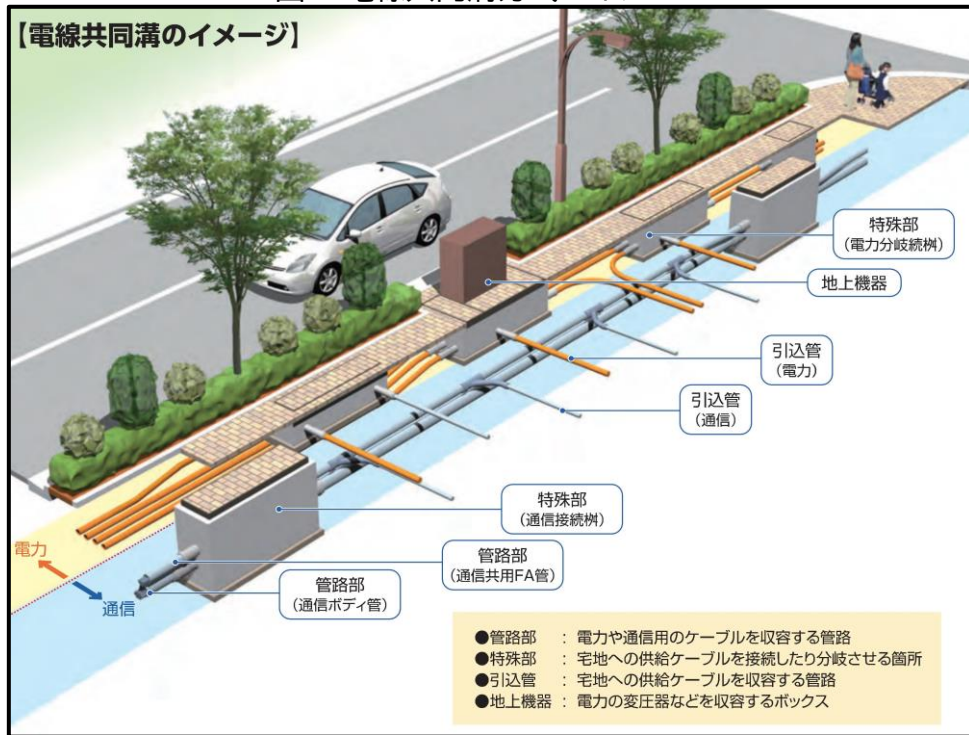 【電線共同溝のイメージ】
特殊部
(電力分岐続桝)
地上機器
引込管
(電力)
引込管
(通信)
特殊部
(通信接続桝)
管路部
(通信共用FA管)
管路部
(通信ボディ管)
電力
通信
●管路部 : 電力や通信用のケーブルを収容する管路
●特殊部 : 宅地への供給ケーブルを接続したり分岐させる箇所
●引込管 : 宅地への供給ケーブルを収容する管路
●地上機器 : 電力の変圧器などを収容するボックス